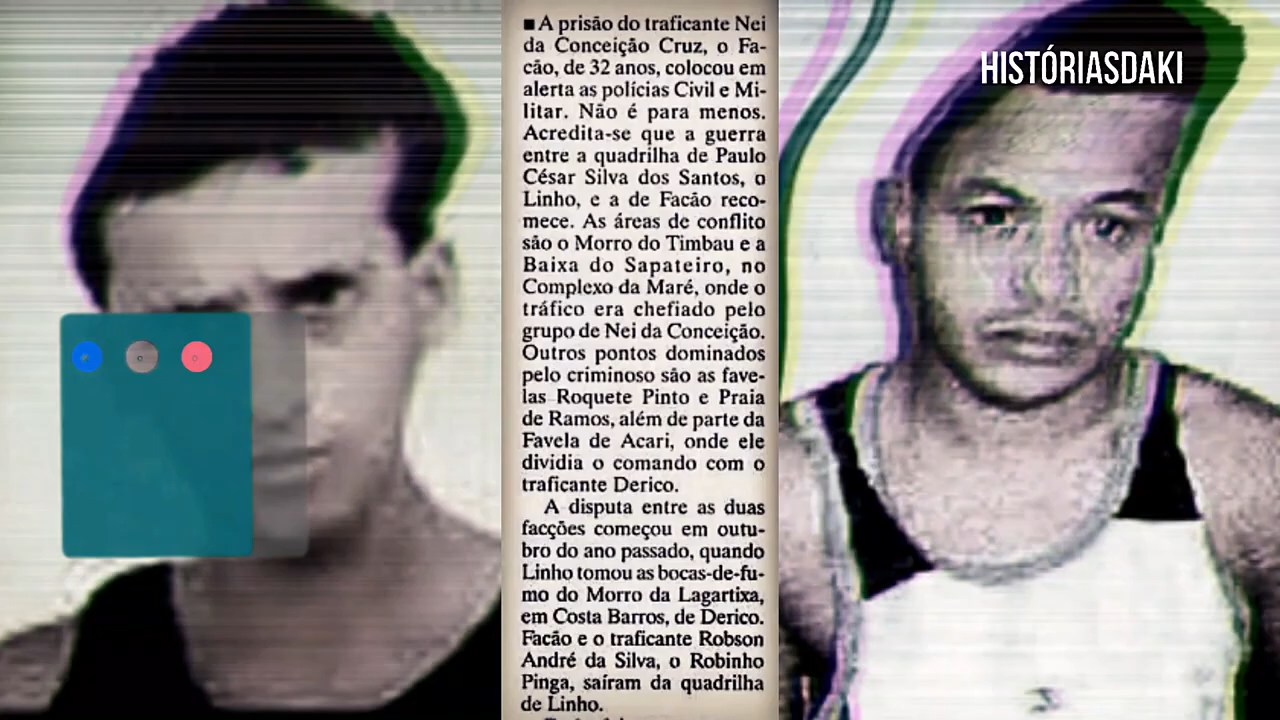 ■ A prisão do traficante Nei
da Conceição Cruz, o Fa-
cão, de 32 anos, colocou em
alerta as polícias Civil e Mi-
litar. Não é para menos.
Acredita-se que a guerra
entre a quadrilha de Paulo
César Silva dos Santos, o
Linho, e a de Facão reco-
mece. As áreas de conflito
são o Morro do Timbau e a
Baixa do Sapateiro, no
Complexo da Maré, onde o
tráfico era chefiado pelo
grupo de Nei da Conceição.
Outros pontos dominados
pelo criminoso são as fave-
las Roquete Pinto e Praia
de Ramos, além de parte da
Favela de Acari, onde ele
dividia o comando com o
traficante Derico.
A disputa entre as duas
facções começou em outu-
bro do ano passado, quando
Linho tomou as bocas-de-fu-
mo do Morro da Lagartixa,
em Costa Barros, de Derico.
Facão e o traficante Robson
André da Silva, o Robinho
Pinga, saíram da quadrilha
de Linho.
HISTÓRIASDAKI